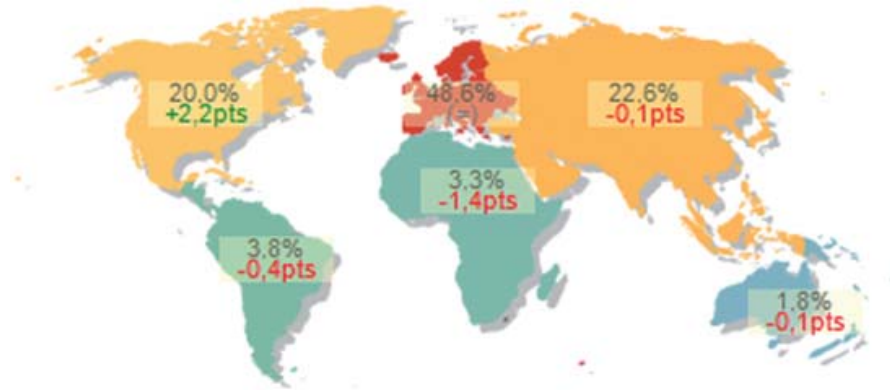 20.0%
+2,2pts
48.6%
(=)
22.6%
-0,1pts
3.3%
-1,4pts
3.8%
-0,4pts
1.8%
-0,1pts